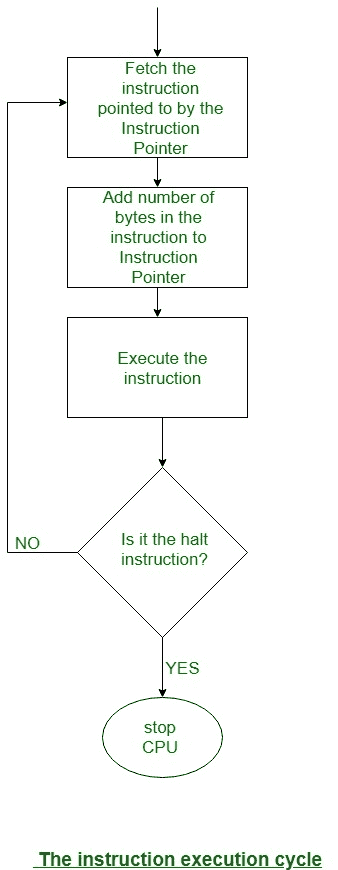 Fetch the
instruction
pointed to by the
Instruction
Pointer
Add number of
bytes in the
instruction to
Instruction
Pointer
Execute the
instruction
Is it the halt
instruction?
NO
YES
stop
CPU
The instruction execution cycle